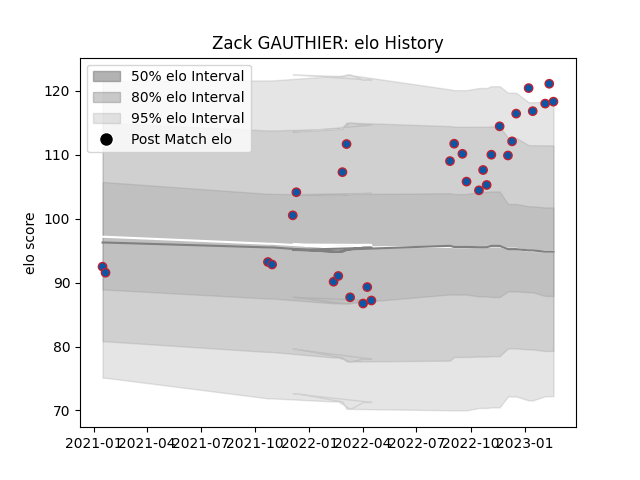 Zack GAUTHIER: elo History
50% elo Interval
80% elo Interval
95% elo Interval
Post Match elo
elo score
120
110
100
90
80
70
2021-01 2021-04 2021-07 2021-10 2022-01 2022-04 2022-07 2022-10 2023-01